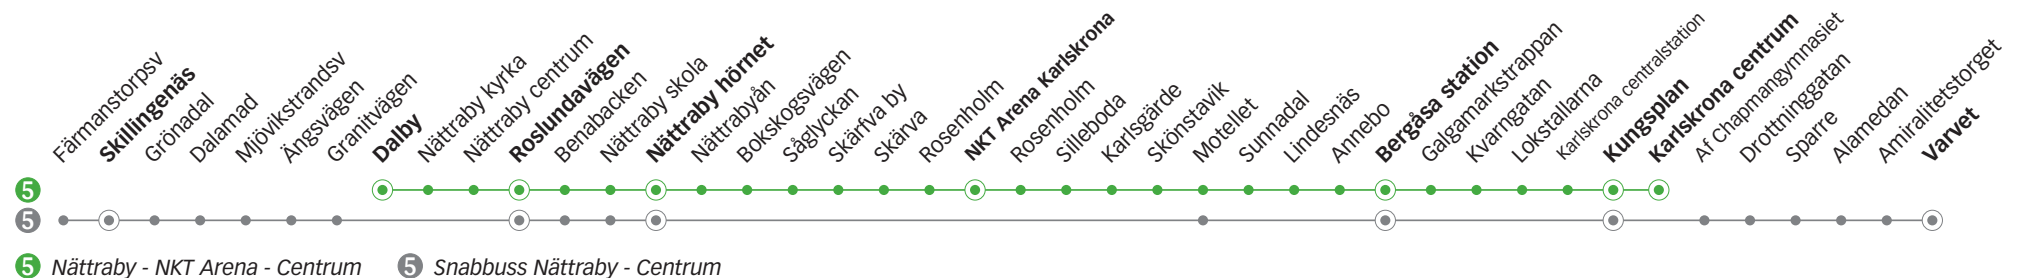 Färmanstorpsv
Skillingenäs
Grönadal
Dalamad
Mjövikstrandsv
Ängsvägen
Granitvägen
Dalby
Nättraby kyrka
Nättraby centrum
Roslundavägen
Benabacken
Nättraby skola
Nättraby hörnet
Nättrabyån
Bokskogsvägen
Såglyckan
Skärfva by
Skärva
Rosenholm
NKT Arena Karlskrona
Rosenholm
Silleboda
Karlsgärde
Skönstavik
Motellet
Sunnadal
Lindesnäs
Annebo
Bergåsa station
Galgamarkstrappan
Kvarngatan
Lokstallarna
Karlskrona centralstation
Kungsplan
Karlskrona centrum
Af Chapmangymnasiet
Drottninggatan
Sparre
Alamedan
Amiralitetstorget
Varvet
5
5
5 Nättraby - NKT Arena - Centrum
5 Snabbuss Nättraby - Centrum